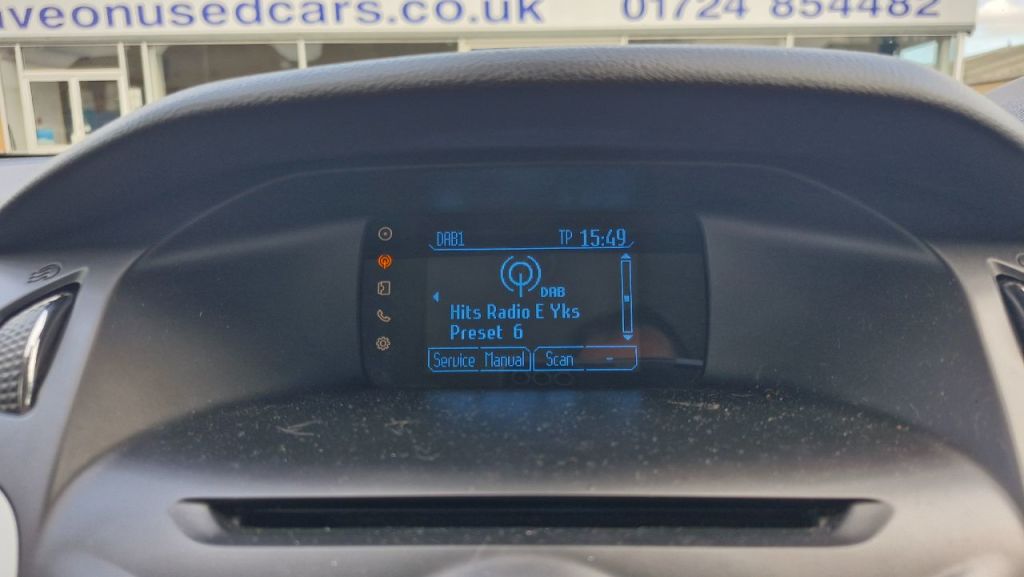 veonusedcars.co.uk 01724 854482
DAB1 TP 15:49
DAB
Hits Radio E Yks
Preset 6
Service Manual Scan -